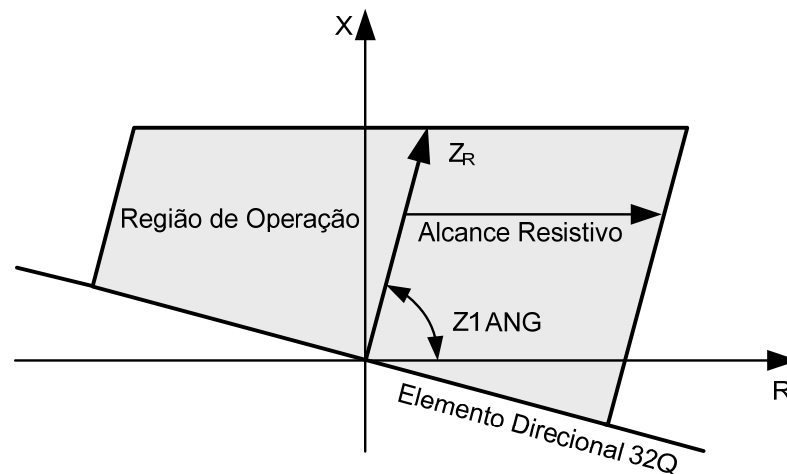 X
Z_R
Região de Operação
Alcance Resistivo
Z1ANG
R
Elemento Direcional 32Q